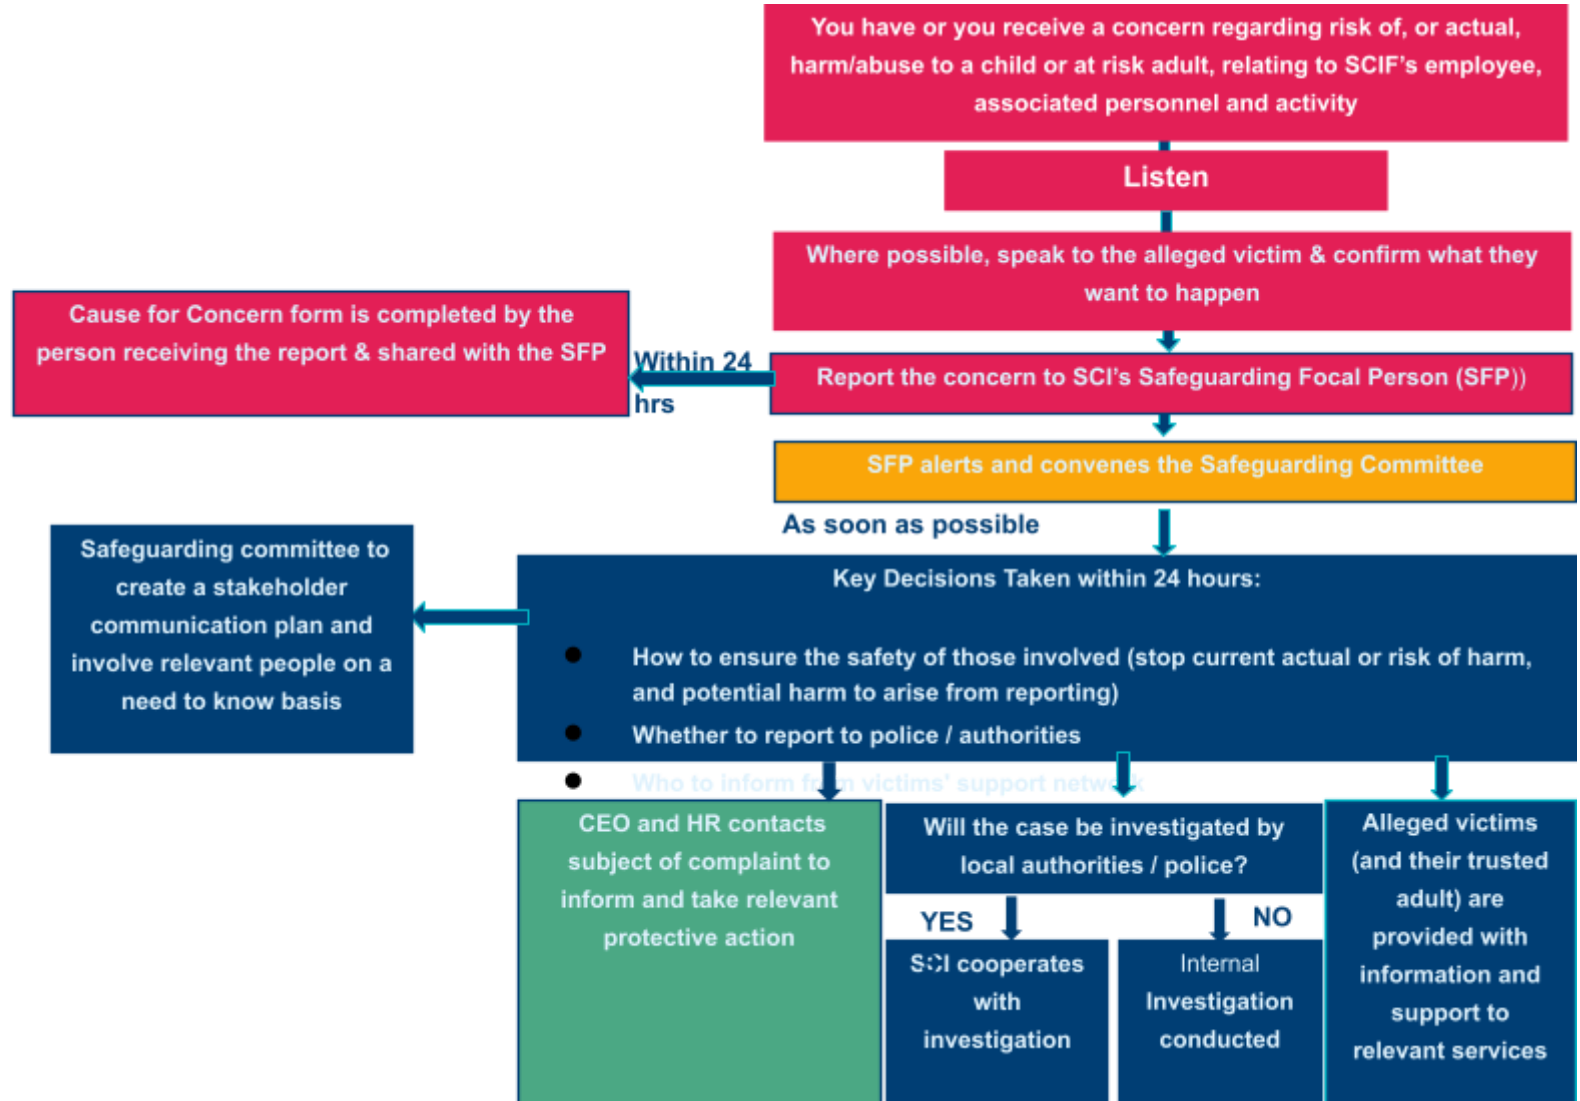 You have or you receive a concern regarding risk of, or actual,
harm/abuse to a child or at risk adult, relating to SCIF's employee,
associated personnel and activity
Listen
Where possible, speak to the alleged victim & confirm what they
want to happen
Cause for Concern form is completed by the
person receiving the report & shared with the SFP
Within 24
hrs
Report the concern to SCI's Safeguarding Focal Person (SFP))
SFP alerts and convenes the Safeguarding Committee
As soon as possible
Safeguarding committee to
create a stakeholder
communication plan and
involve relevant people on a
need to know basis
Key Decisions Taken within 24 hours:
● How to ensure the safety of those involved (stop current actual or risk of harm,
and potential harm to arise from reporting)
● Whether to report to police / authorities
● Who to inform from victims' support network
CEO and HR contacts
subject of complaint to
inform and take relevant
protective action
Will the case be investigated by
local authorities / police?
YES
NO
SCI cooperates
with
investigation
Internal
Investigation
conducted
Alleged victims
(and their trusted
adult) are
provided with
information and
support to
relevant services